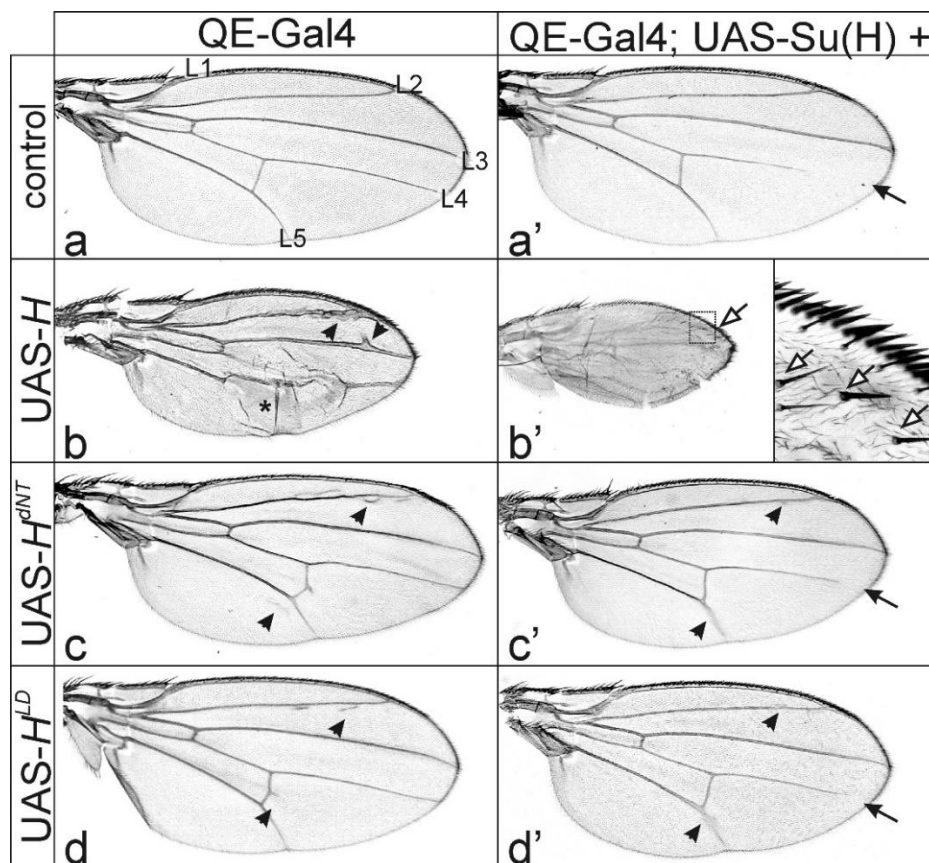 QE-Gal4
QE-Gal4; UAS-Su(H) +
control
L1
L2
L3
L4
L5
a
a'
UAS-H
*
b
b'
UAS-H^dNT
c
c'
UAS-H^LD
d
d'